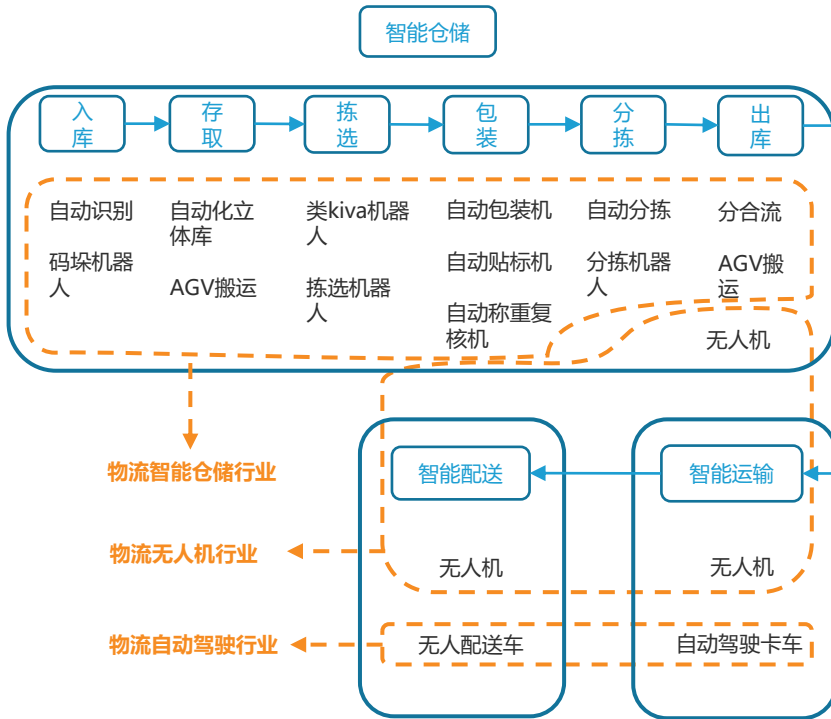 智能仓储
入
库
存
取
拣
选
包
装
分
拣
出
库
自动识别
码垛机器
人
自动化立
体库
AGV搬运
类kiva机器
人
拣选机器
人
自动包装机
自动贴标机
自动称重复
核机
自动分拣
分拣机器
人
分合流
AGV搬
运
无人机
物流智能仓储行业
智能配送
智能运输
物流无人机行业
无人机
无人机
物流自动驾驶行业
无人配送车
自动驾驶卡车